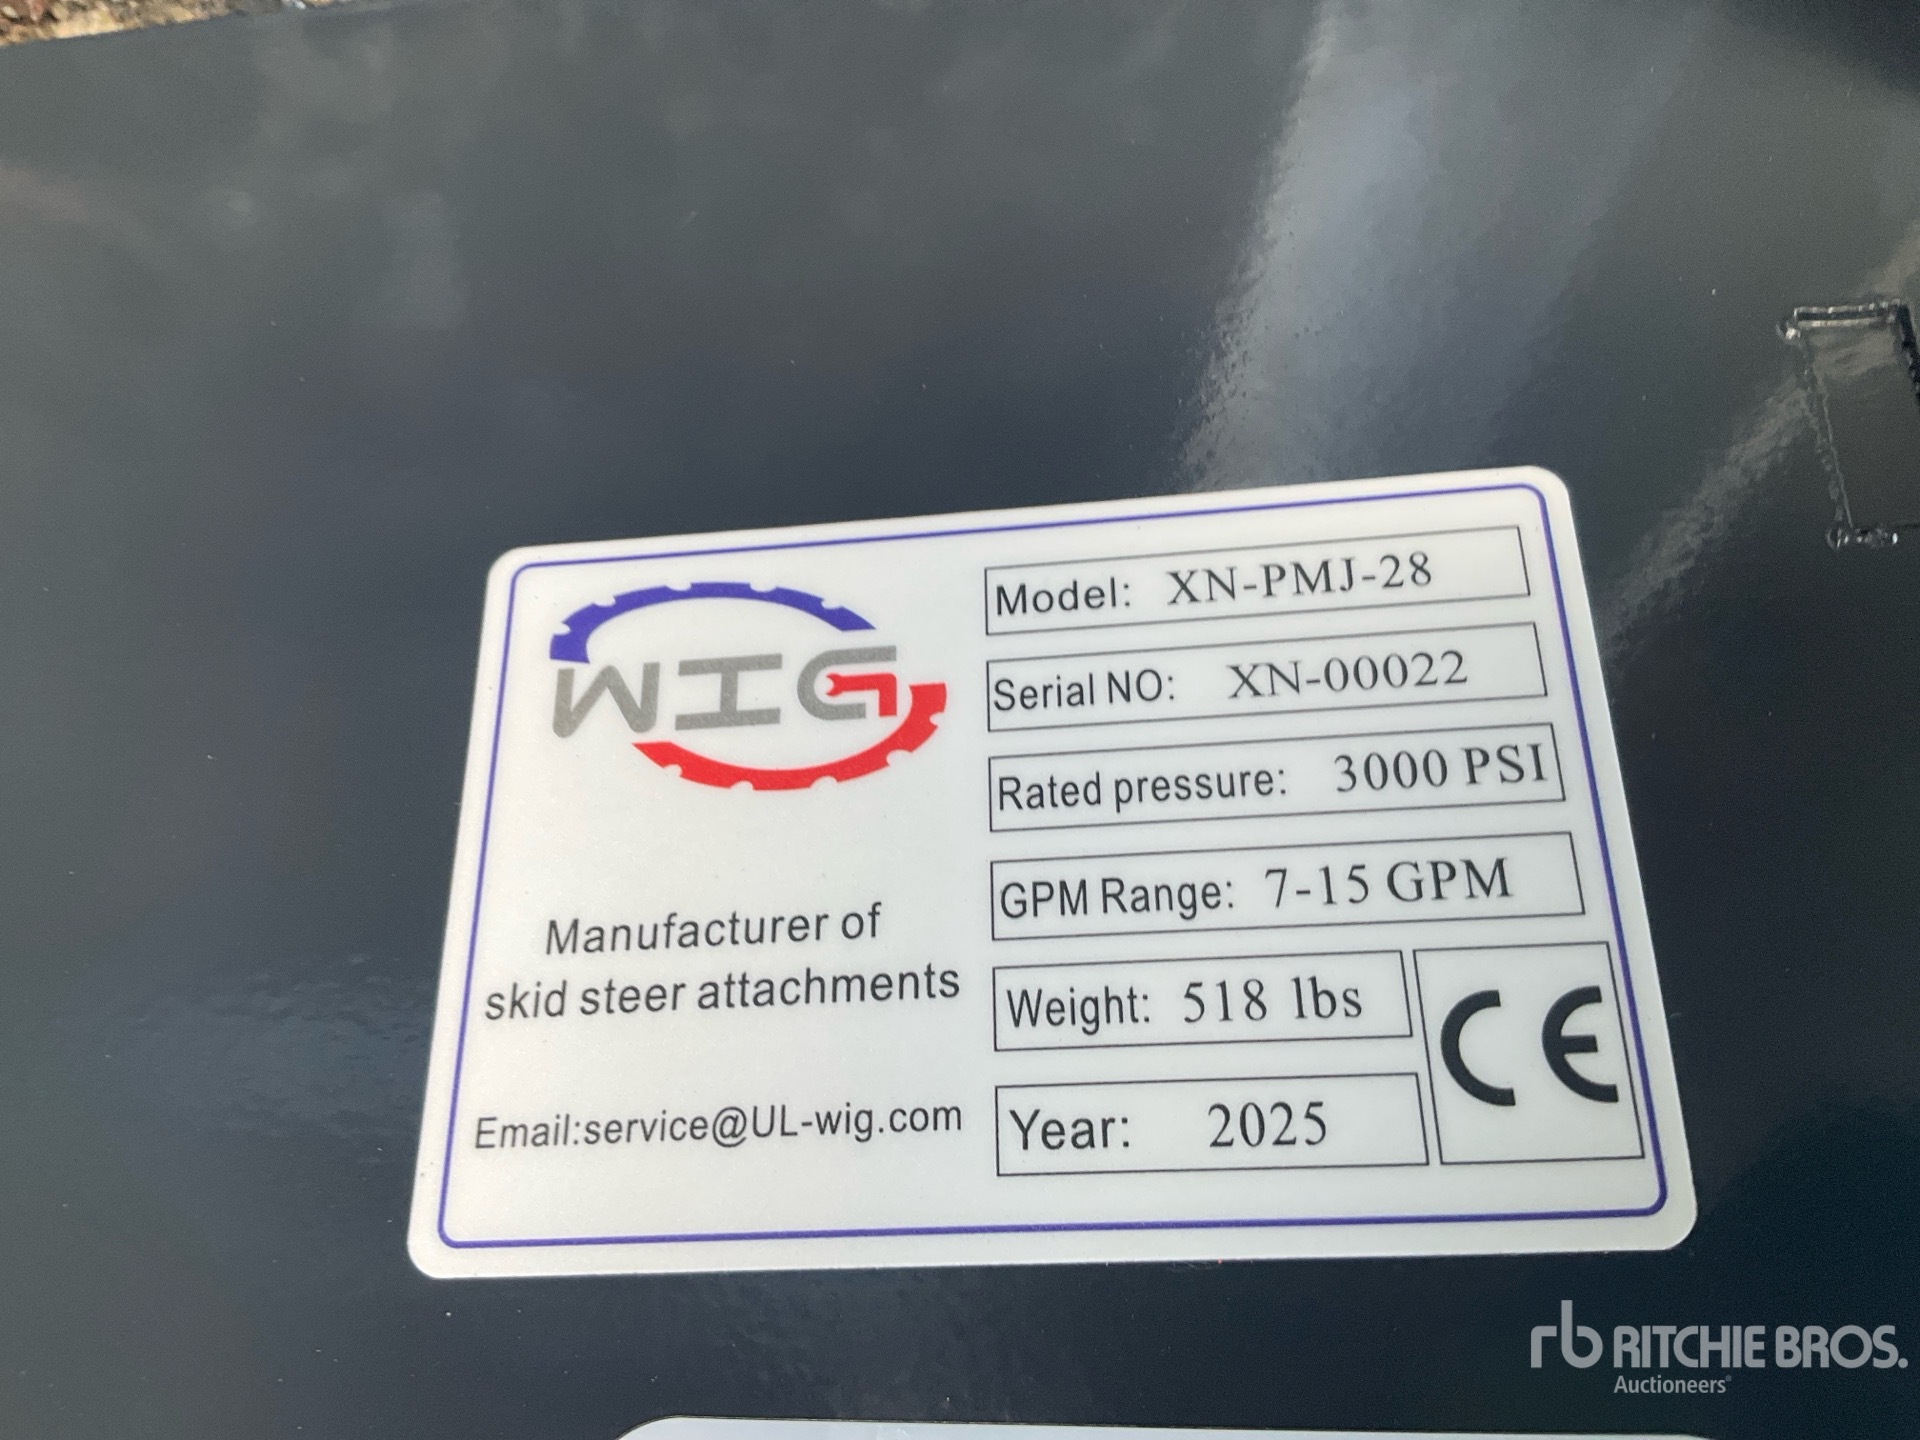 WIG
Manufacturer of
skid steer attachments
Email:service@UL-wig.com
Model: XN-PMJ-28
Serial NO: XN-00022
Rated pressure: 3000 PSI
GPM Range: 7-15 GPM
Weight: 518 lbs
Year: 2025
CE
rb RITCHIE BROS.
Auctioneers